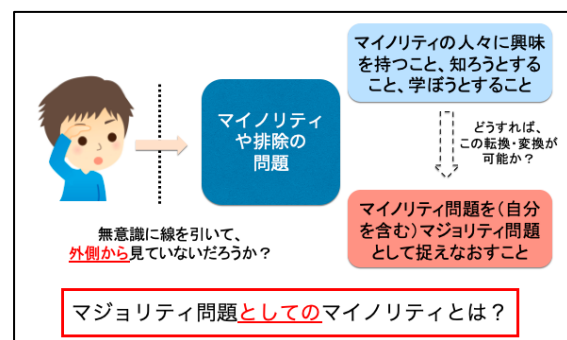 マイノリティの人々に興味
を持つこと、知ろうとする
こと、学ぼうとすること
マイノリティ
や排除の
問題
どうすれば、
この転換・変換が
可能か？
マイノリティ問題を（自分
を含む）マジョリティ問題
として捉えなおすこと
無意識に線を引いて、
外側から見ていないだろうか？
マジョリティ問題としてのマイノリティとは？